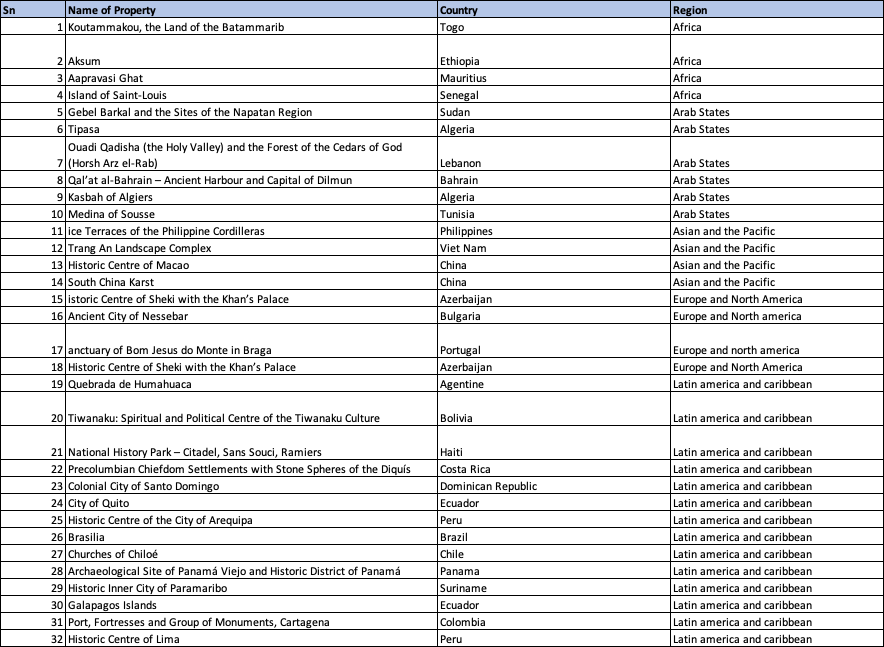 Sn Name of Property Country Region
1 Koutammakou, the Land of the Batammarib Togo Africa
2 Aksum Ethiopia Africa
3 Aapravasi Ghat Mauritius Africa
4 Island of Saint-Louis Senegal Africa
5 Gebel Barkal and the Sites of the Napatan Region Sudan Arab States
6 Tipasa Algeria Arab States
Ouadi Qadisha (the Holy Valley) and the Forest of the Cedars of God
7 (Horsh Arz el-Rab) Lebanon Arab States
8 Qal’at al-Bahrain – Ancient Harbour and Capital of Dilmun Bahrain Arab States
9 Kasbah of Algiers Algeria Arab States
10 Medina of Sousse Tunisia Arab States
11 ice Terraces of the Philippine Cordilleras Philippines Asian and the Pacific
12 Trang An Landscape Complex Viet Nam Asian and the Pacific
13 Historic Centre of Macao China Asian and the Pacific
14 South China Karst China Asian and the Pacific
15 istoric Centre of Sheki with the Khan’s Palace Azerbaijan Europe and North America
16 Ancient City of Nessebar Bulgaria Europe and North america
17 anctuary of Bom Jesus do Monte in Braga Portugal Europe and north america
18 Historic Centre of Sheki with the Khan’s Palace Azerbaijan Europe and North America
19 Quebrada de Humahuaca Agentine Latin america and caribbean
20 Tiwanaku: Spiritual and Political Centre of the Tiwanaku Culture Bolivia Latin america and caribbean
21 National History Park – Citadel, Sans Souci, Ramiers Haiti Latin america and caribbean
22 Precolumbian Chiefdom Settlements with Stone Spheres of the Diquís Costa Rica Latin america and caribbean
23 Colonial City of Santo Domingo Dominican Republic Latin america and caribbean
24 City of Quito Ecuador Latin america and caribbean
25 Historic Centre of the City of Arequipa Peru Latin america and caribbean
26 Brasilia Brazil Latin america and caribbean
27 Churches of Chiloé Chile Latin america and caribbean
28 Archaeological Site of Panamá Viejo and Historic District of Panamá Panama Latin america and caribbean
29 Historic Inner City of Paramaribo Suriname Latin america and caribbean
30 Galapagos Islands Ecuador Latin america and caribbean
31 Port, Fortresses and Group of Monuments, Cartagena Colombia Latin america and caribbean
32 Historic Centre of Lima Peru Latin america and caribbean